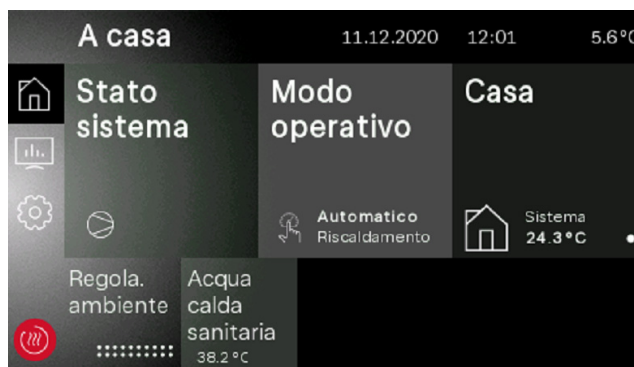 A casa 11.12.2020 12:01 5.6°C
Stato
sistema
Modo
operativo
Automatico
Riscaldamento
Casa
Sistema
24.3°C
Regola.
ambiente
Acqua
calda
sanitaria
38.2°C